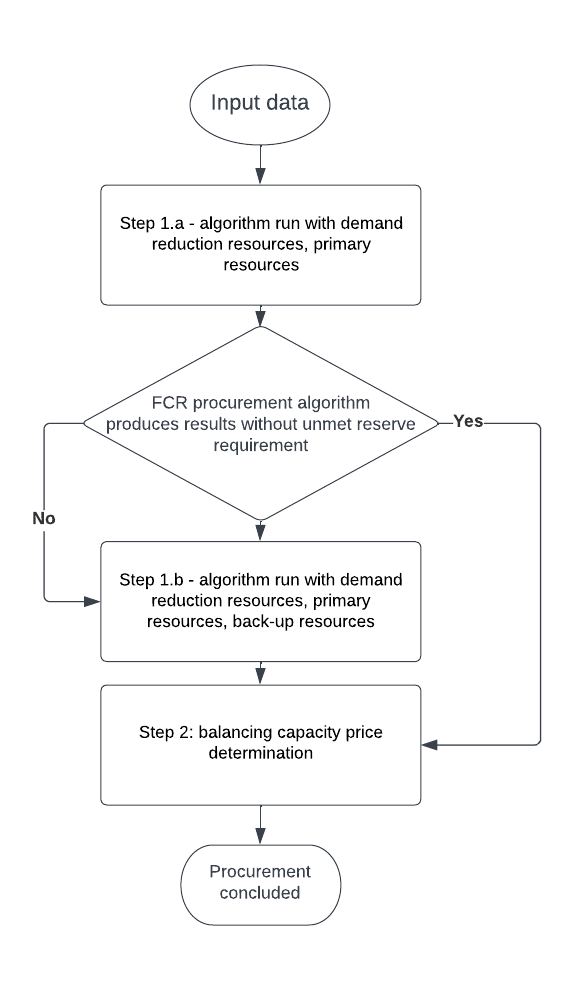 Input data
Step 1.a - algorithm run with demand
reduction resources, primary
resources
FCR procurement algorithm
produces results without unmet reserve
requirement
Yes
No
Step 1.b - algorithm run with demand
reduction resources, primary
resources, back-up resources
Step 2: balancing capacity price
determination
Procurement
concluded